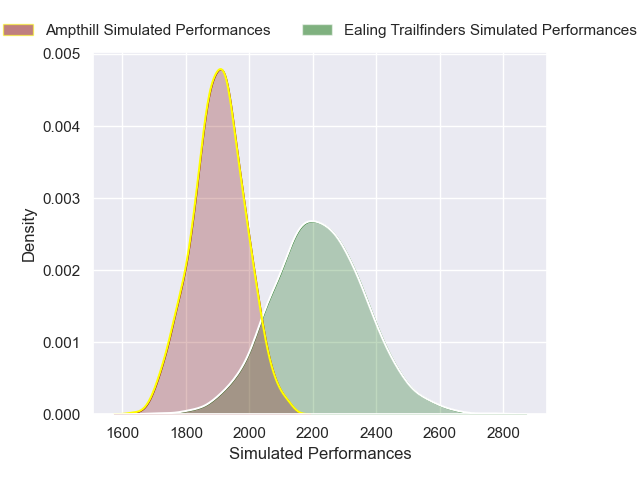 Ampthill Simulated Performances
Ealing Trailfinders Simulated Performances
0.005
0.004
0.003
0.002
0.001
0.000
Density
1600 1800 2000 2200 2400 2600 2800
Simulated Performances